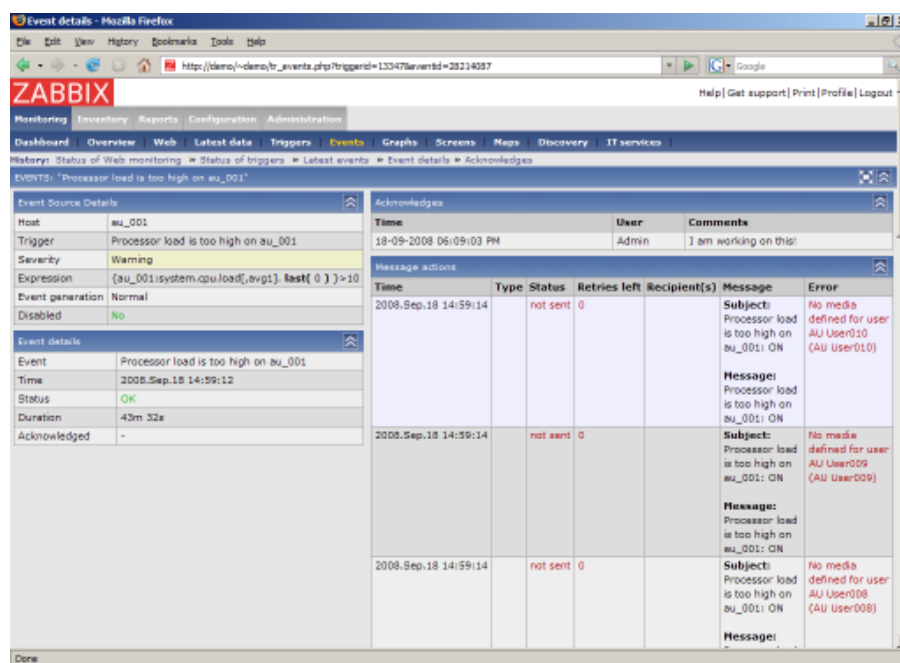 Event details - Mozilla Firefox
File Edit View History Bookmarks Tools Help
http://demo/~demo/tr_events.php?triggerid=13347&eventid=28214087
Google
ZABBIX
Help|Get support|Print|Profile|Logout
Monitoring Inventory Reports Configuration Administration
Dashboard Overview Web Latest data Triggers Events Graphs Screens Maps Discovery IT services
History: Status of Web monitoring » Status of triggers » Latest events » Event details » Acknowledges
EVENTS: "Processor load is too high on au_001"
Event Source Details
Host au_001
Trigger Processor load is too high on au_001
Severity Warning
Expression {au_001:system.cpu.load[,avg1].last( 0 ) }>10
Event generation Normal
Disabled No
Event details
Event Processor load is too high on au_001
Time 2008.Sep.18 14:59:12
Status OK
Duration 43m 32s
Acknowledged -
Acknowledges
Time User Comments
18-09-2008 06:09:03 PM Admin I am working on this!
Message actions
Time Type Status Retries left Recipient(s) Message Error
2008.Sep.18 14:59:14 not sent 0 Subject: No media
Processor load defined for user
is too high on AU User010
au_001: ON (AU User010)
Message:
Processor load
is too high on
au_001: ON
2008.Sep.18 14:59:14 not sent 0 Subject: No media
Processor load defined for user
is too high on AU User009
au_001: ON (AU User009)
Message:
Processor load
is too high on
au_001: ON
2008.Sep.18 14:59:14 not sent 0 Subject: No media
Processor load defined for user
is too high on AU User008
au_001: ON (AU User008)
Message:
Done